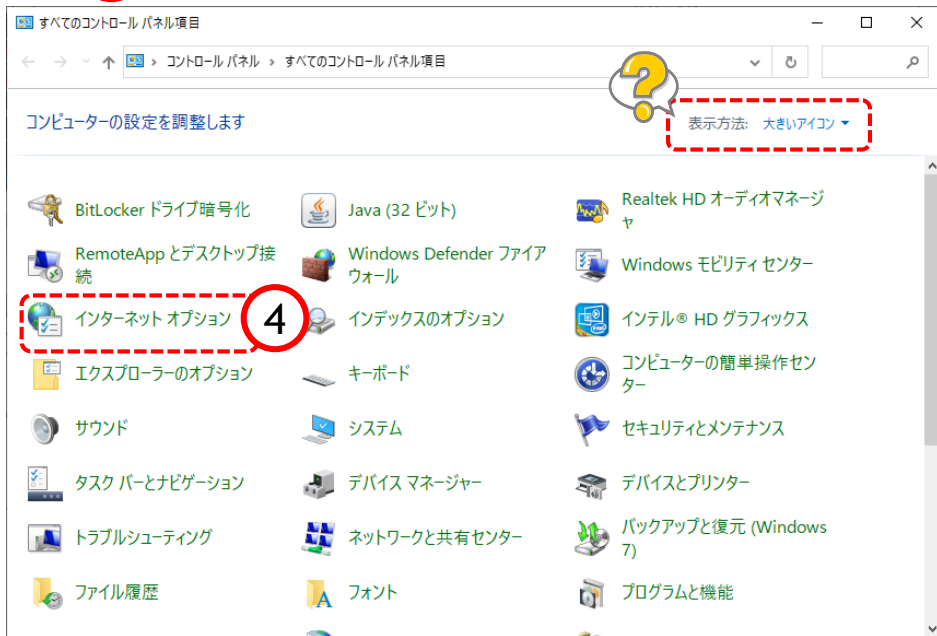 すべてのコントロール パネル項目
コントロール パネル › すべてのコントロール パネル項目
コンピューターの設定を調整します
表示方法: 大きいアイコン
BitLocker ドライブ暗号化
Java (32 ビット)
Realtek HD オーディオマネージ
ャ
RemoteApp とデスクトップ接
続
Windows Defender ファイア
ウォール
Windows モビリティ センター
インターネット オプション
4
インデックスのオプション
インテル® HD グラフィックス
エクスプローラーのオプション
キーボード
コンピューターの簡単操作セン
ター
サウンド
システム
セキュリティとメンテナンス
タスク バーとナビゲーション
デバイス マネージャー
デバイスとプリンター
トラブルシューティング
ネットワークと共有センター
バックアップと復元 (Windows
7)
ファイル履歴
フォント
プログラムと機能